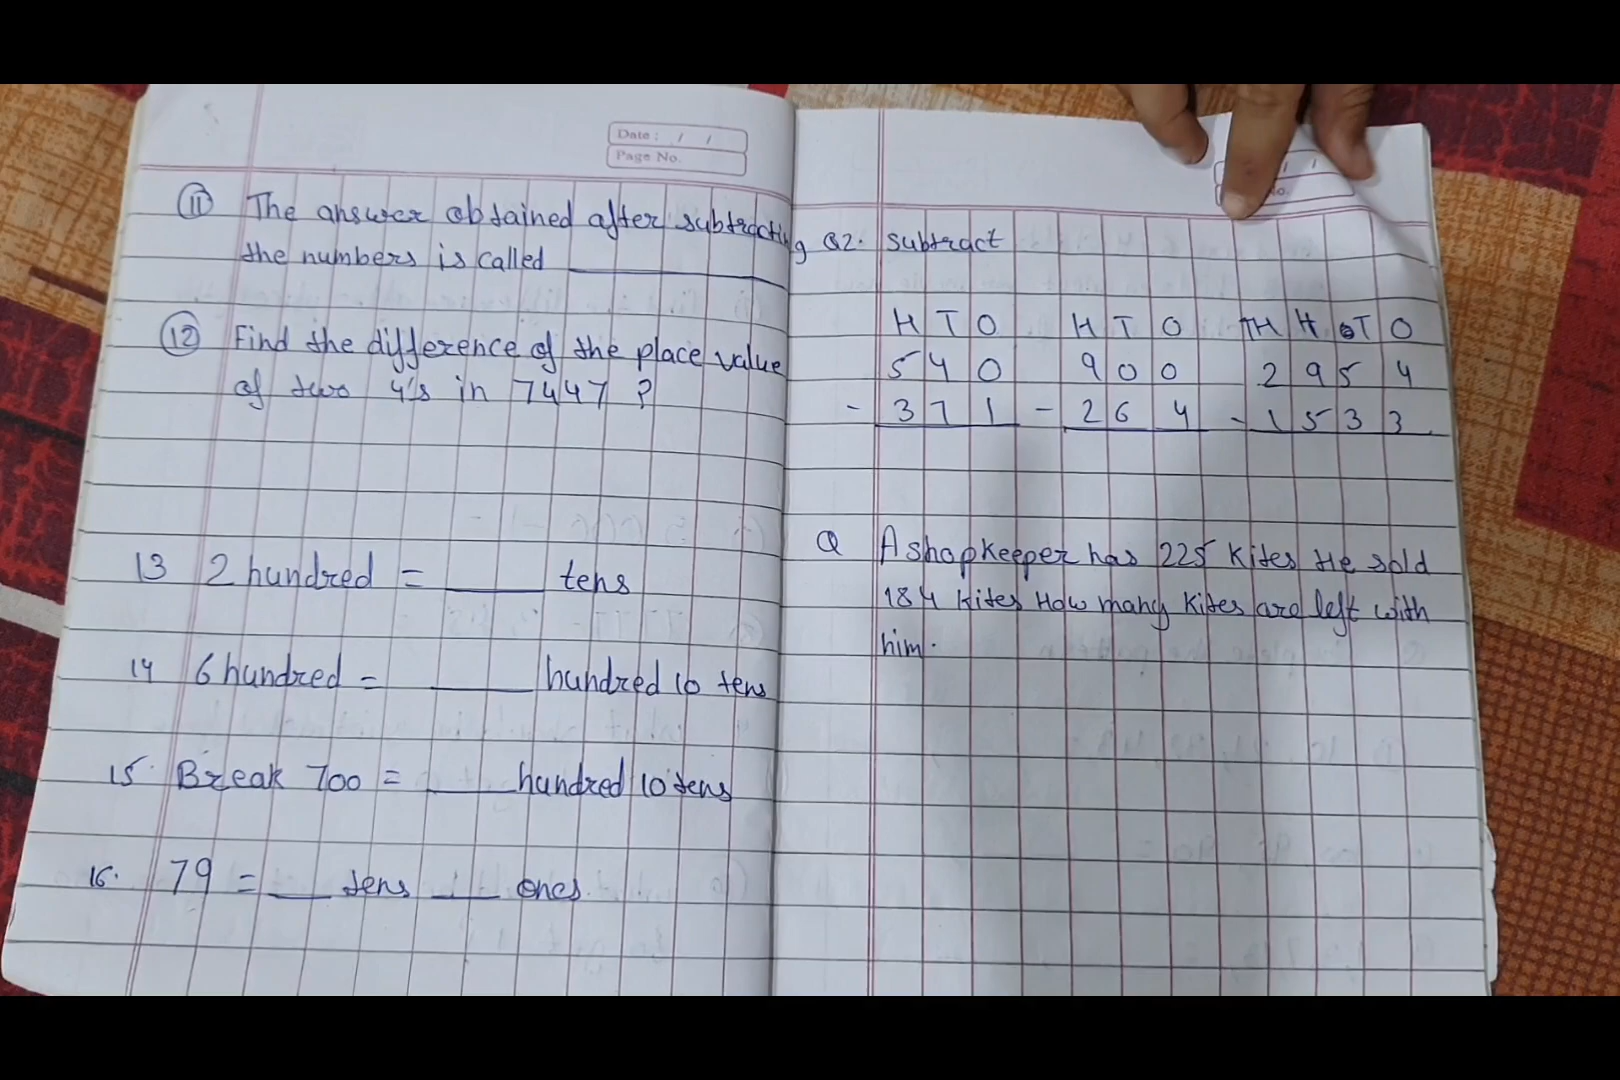 Date : / /
Page No.
11 The answer obtained after subtracting
the numbers is called ________
12 Find the difference of the place value
of two 4's in 7447 ?
13 2 hundred = ____ tens
14 6 hundred = ____ hundred 10 tens
15. Break 700 = ____ hundred 10 tens
16. 79 = __ tens __ ones.
Q2. Subtract
H T O H T O TH H T O
5 4 0 9 0 0 2 9 5 4
- 3 7 1 - 2 6 4 - 1 5 3 3
Q A shopkeeper has 225 kites He sold
184 kites How many kites are left with
him.